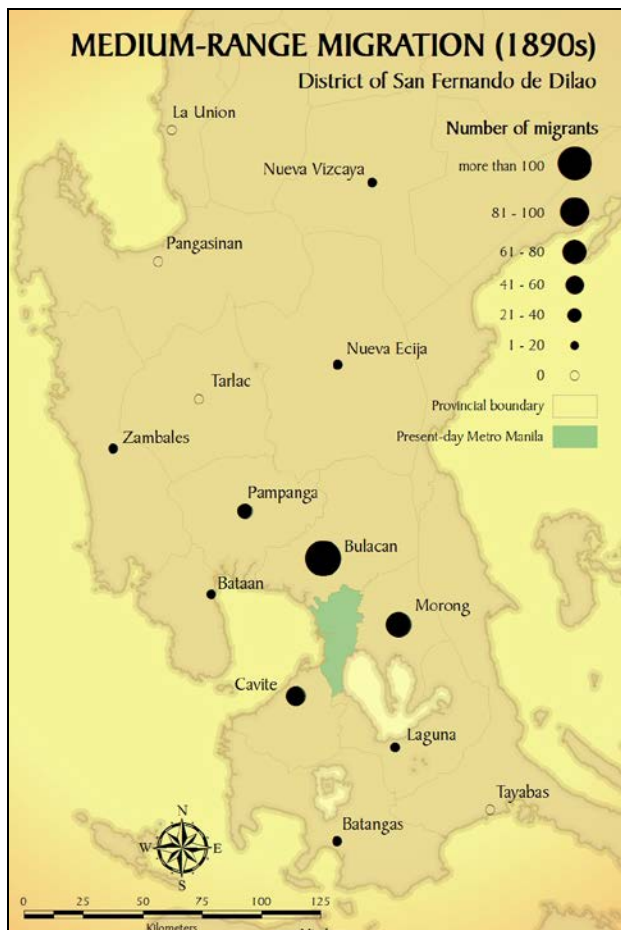 MEDIUM-RANGE MIGRATION (1890s)
District of San Fernando de Dilao
La Union
Number of migrants
more than 100
Nueva Vizcaya
81 - 100
Pangasinan
61 - 80
41 - 60
21 - 40
Nueva Ecija
1 - 20
Tarlac
0
Provincial boundary
Zambales
Present-day Metro Manila
Pampanga
Bulacan
Bataan
Morong
Cavite
Laguna
Tayabas
Batangas
N
W E
S
0 25 50 75 100 125
Kilometers